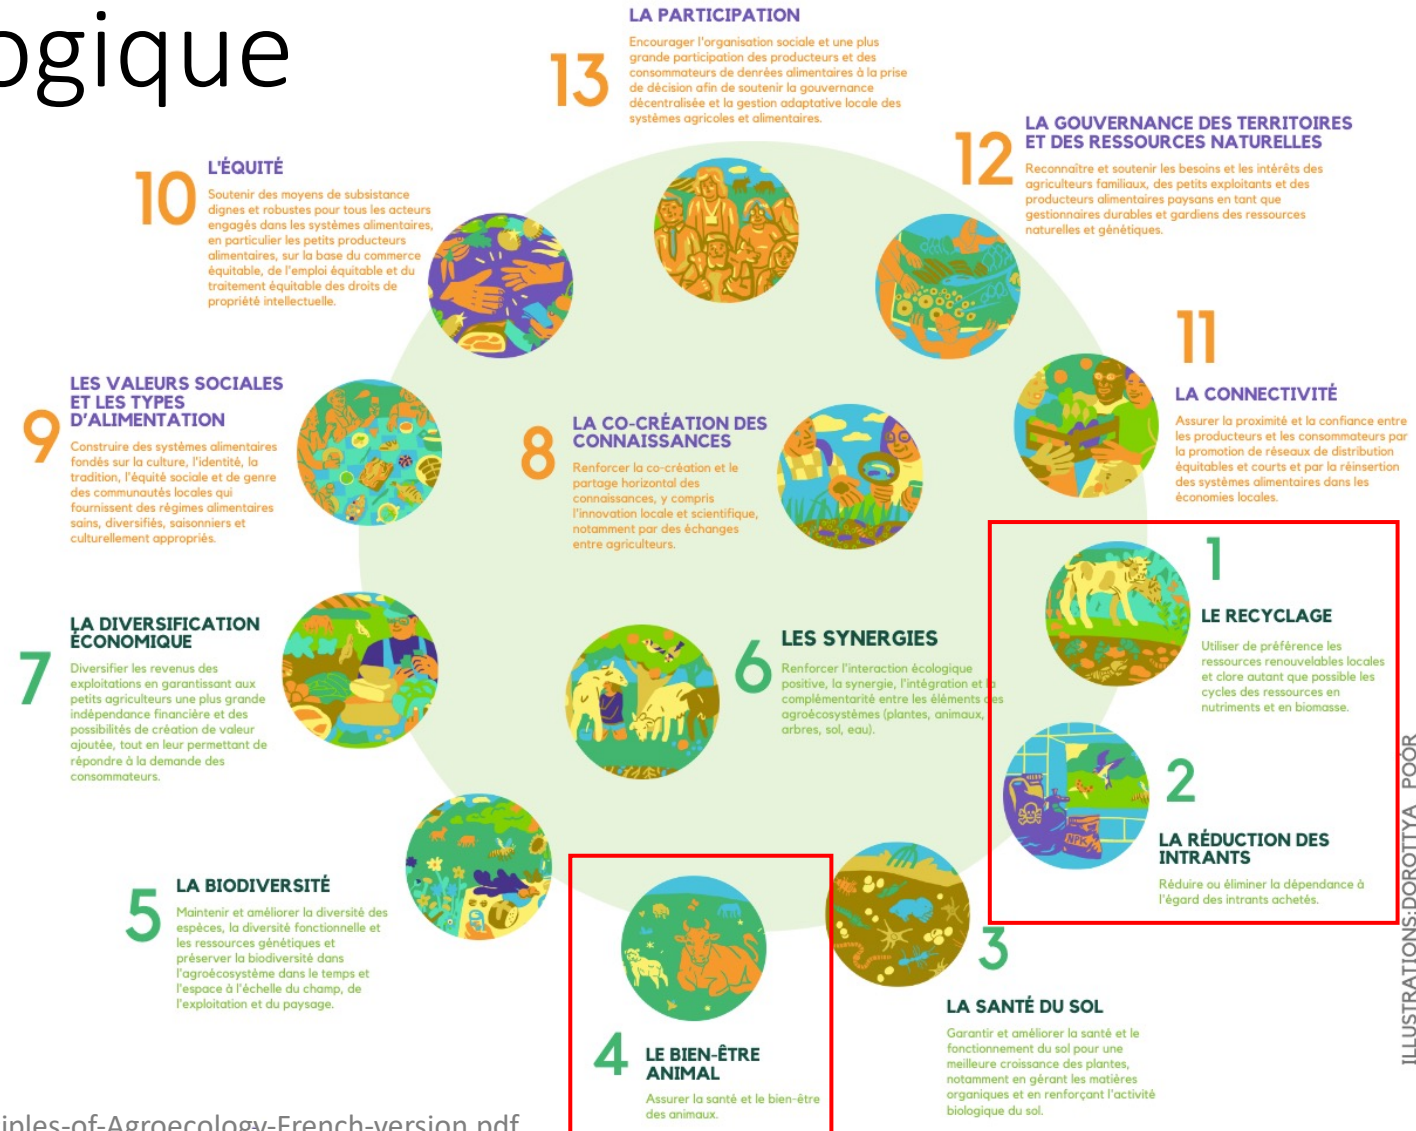 ogique
LA PARTICIPATION
13
Encourager l'organisation sociale et une plus
grande participation des producteurs et des
consommateurs de denrées alimentaires à la prise
de décision afin de soutenir la gouvernance
décentralisée et la gestion adaptative locale des
systèmes agricoles et alimentaires.
12
LA GOUVERNANCE DES TERRITOIRES
ET DES RESSOURCES NATURELLES
Reconnaître et soutenir les besoins et les intérêts des
agriculteurs familiaux, des petits exploitants et des
producteurs alimentaires paysans en tant que
gestionnaires durables et gardiens des ressources
naturelles et génétiques.
10
L'ÉQUITÉ
Soutenir des moyens de subsistance
dignes et robustes pour tous les acteurs
engagés dans les systèmes alimentaires,
en particulier les petits producteurs
alimentaires, sur la base du commerce
équitable, de l'emploi équitable et du
traitement équitable des droits de
propriété intellectuelle.
11
LA CONNECTIVITÉ
Assurer la proximité et la confiance entre
les producteurs et les consommateurs par
la promotion de réseaux de distribution
équitables et courts et par la réinsertion
des systèmes alimentaires dans les
économies locales.
9
LES VALEURS SOCIALES
ET LES TYPES
D'ALIMENTATION
Construire des systèmes alimentaires
fondés sur la culture, l'identité, la
tradition, l'équité sociale et de genre
des communautés locales qui
fournissent des régimes alimentaires
sains, diversifiés, saisonniers et
culturellement appropriés.
8
LA CO-CRÉATION DES
CONNAISSANCES
Renforcer la co-création et le
partage horizontal des
connaissances, y compris
l'innovation locale et scientifique,
notamment par des échanges
entre agriculteurs.
1
LE RECYCLAGE
Utiliser de préférence les
ressources renouvelables locales
et clore autant que possible les
cycles des ressources en
nutriments et en biomasse.
7
LA DIVERSIFICATION
ÉCONOMIQUE
Diversifier les revenus des
exploitations en garantissant aux
petits agriculteurs une plus grande
indépendance financière et des
possibilités de création de valeur
ajoutée, tout en leur permettant de
répondre à la demande des
consommateurs.
6
LES SYNERGIES
Renforcer l'interaction écologique
positive, la synergie, l'intégration et la
complémentarité entre les éléments des
agroécosystèmes (plantes, animaux,
arbres, sol, eau).
2
NPK
LA RÉDUCTION DES
INTRANTS
Réduire ou éliminer la dépendance à
l'égard des intrants achetés.
5
LA BIODIVERSITÉ
Maintenir et améliorer la diversité des
espèces, la diversité fonctionnelle et
les ressources génétiques et
préserver la biodiversité dans
l'agroécosystème dans le temps et
l'espace à l'échelle du champ, de
l'exploitation et du paysage.
4
LE BIEN-ÊTRE
ANIMAL
Assurer la santé et le bien-être
des animaux.
3
LA SANTÉ DU SOL
Garantir et améliorer la santé et le
fonctionnement du sol pour une
meilleure croissance des plantes,
notamment en gérant les matières
organiques et en renforçant l'activité
biologique du sol.
ILLUSTRATIONS:DOROTTYA POOR
iples-of-Agroecology-French-version.pdf